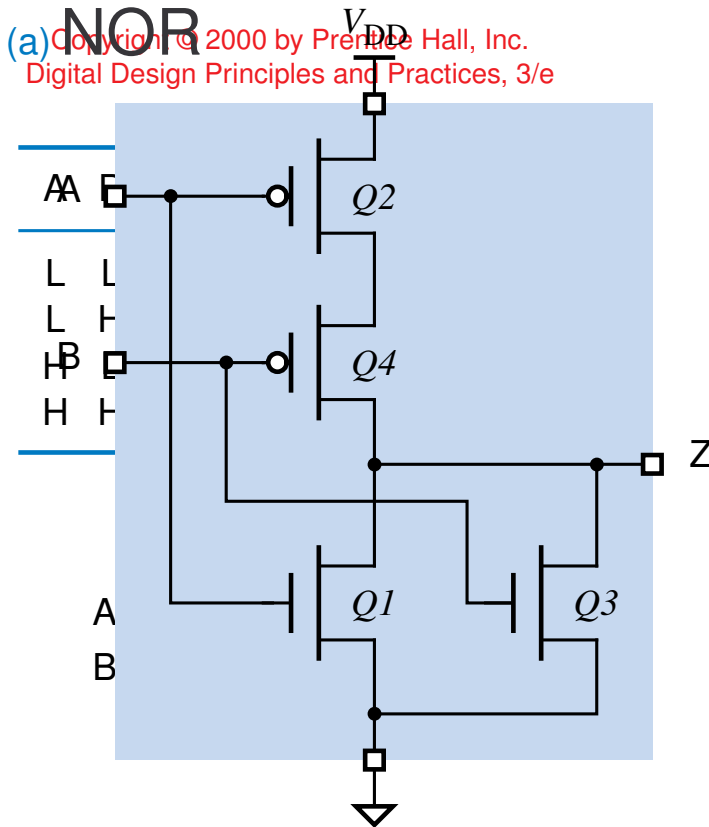 (a) NOR
Copyright © 2000 by Prentice Hall, Inc.
Digital Design Principles and Practices, 3/e
VDD
A A
Q2
L L
L H
B
H
Q4
H H
Z
A
Q1
Q3
B